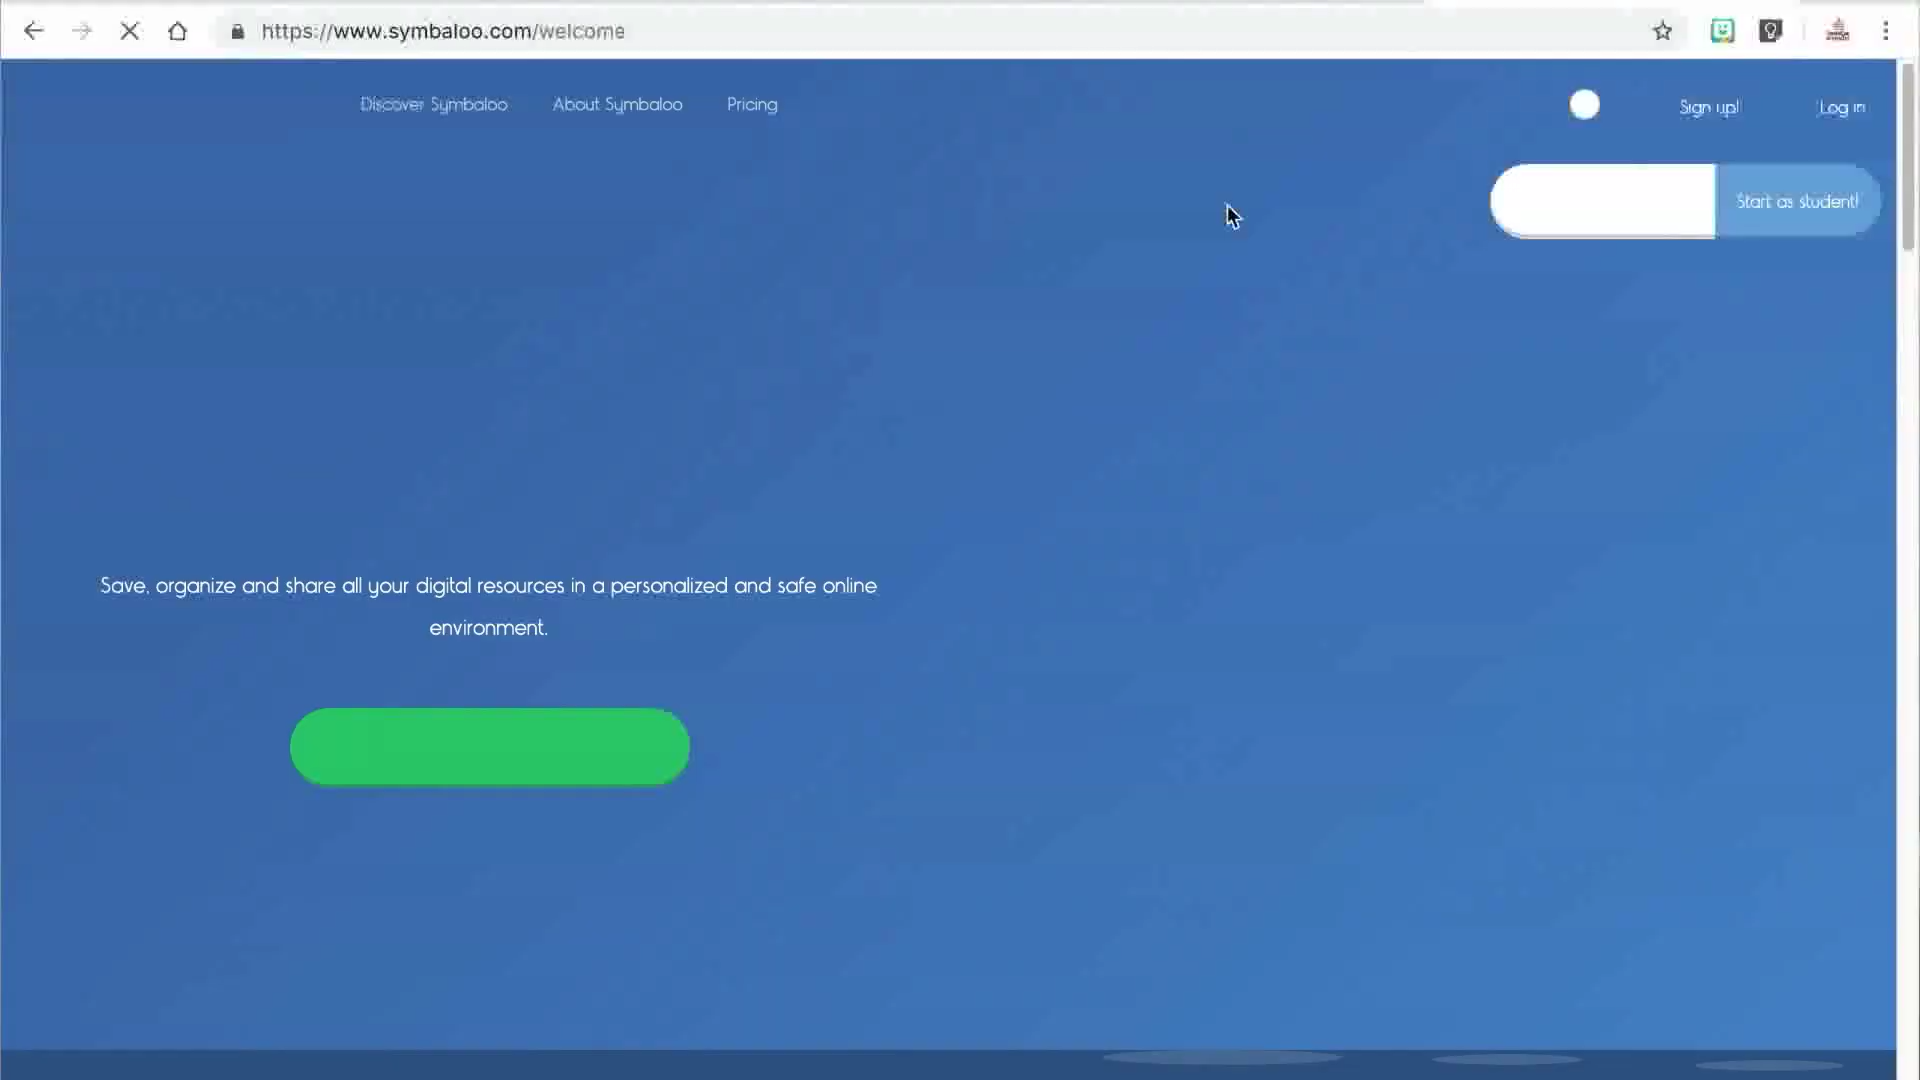 https://www.symbaloo.com/welcome
Discover Symbaloo About Symbaloo Pricing Sign up! Log in
Start as student!
Save, organize and share all your digital resources in a personalized and safe online
environment.